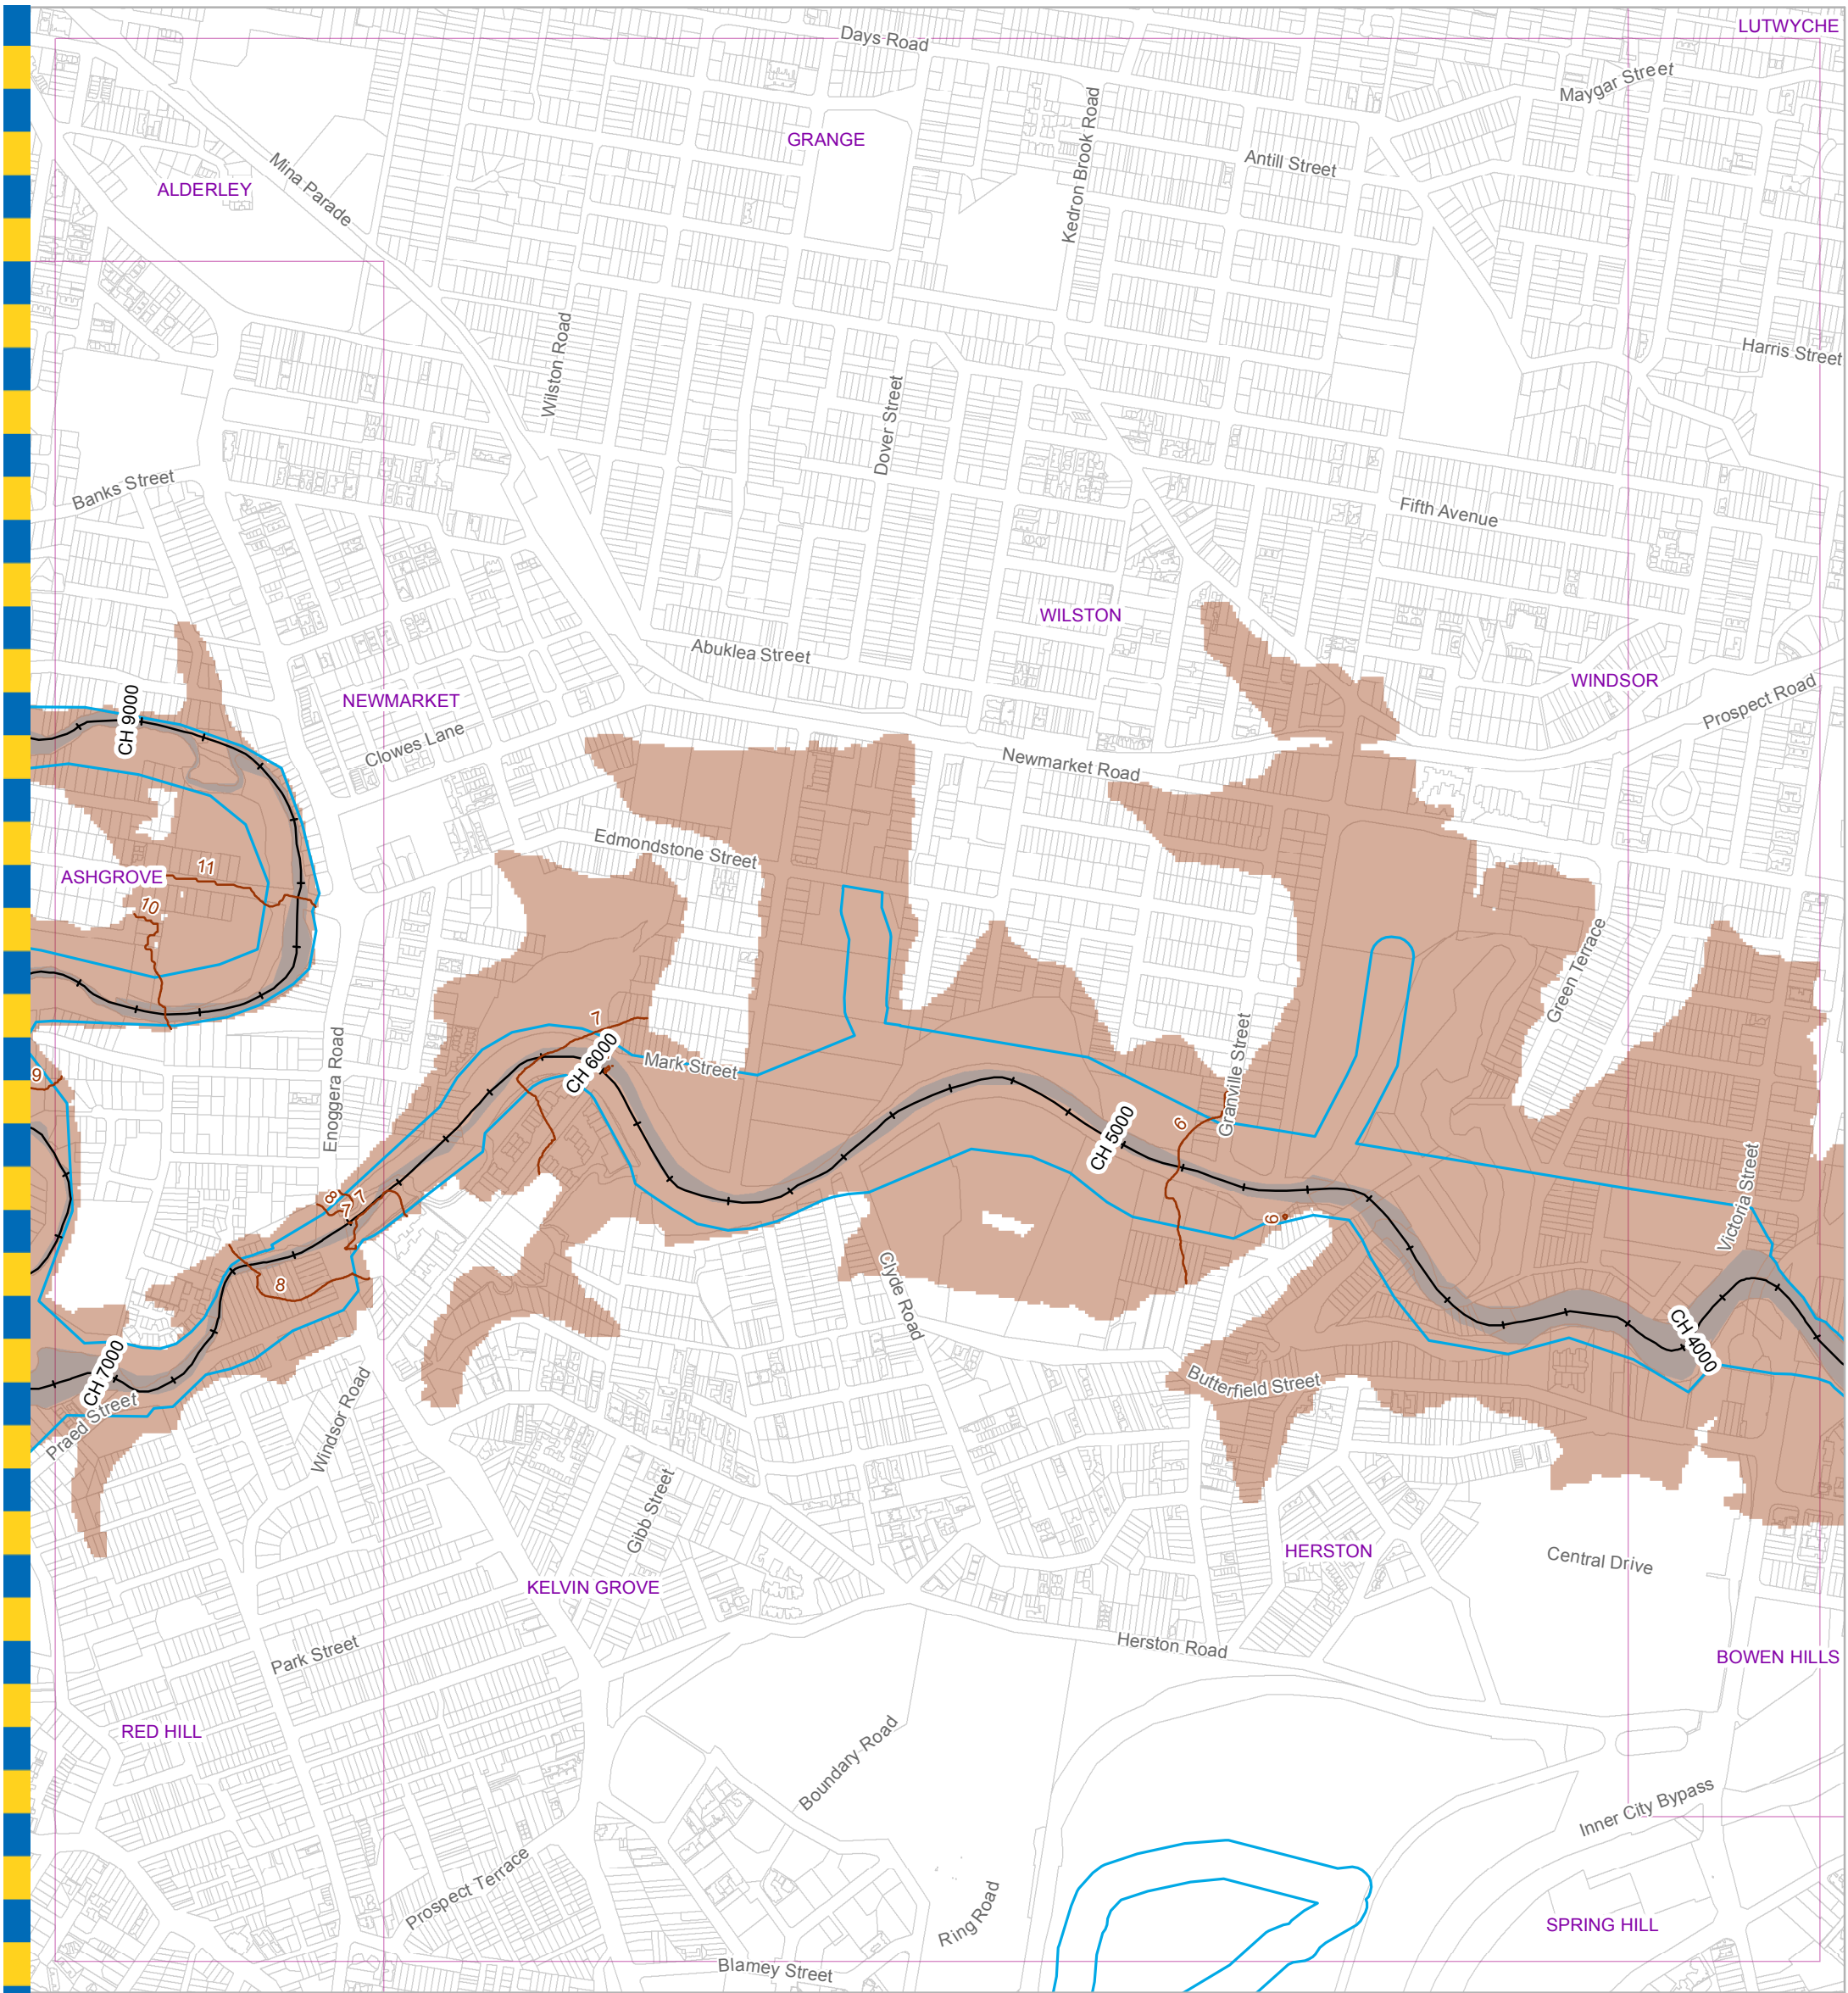 LUTWYCHE
Days Road
Maygar Street
GRANGE
Kedron Brook Road
Antill Street
Mina Parade
ALDERLEY
Harris Street
Wilston Road
Dover Street
Banks Street
Fifth Avenue
WILSTON
Abuklea Street
WINDSOR
NEWMARKET
CH 9000
Prospect Road
Clowes Lane
Newmarket Road
Edmondstone Street
11
ASHGROVE
10
Green Terrace
7
CH 6000
Mark Street
9
Enoggera Road
Granville Street
6
CH 5000
8
7
7
6
Victoria Street
8
Clyde Road
CH 4000
CH 7000
Praed Street
Windsor Road
Butterfield Street
Gibb Street
HERSTON
Central Drive
KELVIN GROVE
Park Street
Herston Road
BOWEN HILLS
RED HILL
Boundary Road
Inner City Bypass
Prospect Terrace
Ring Road
SPRING HILL
Blamey Street